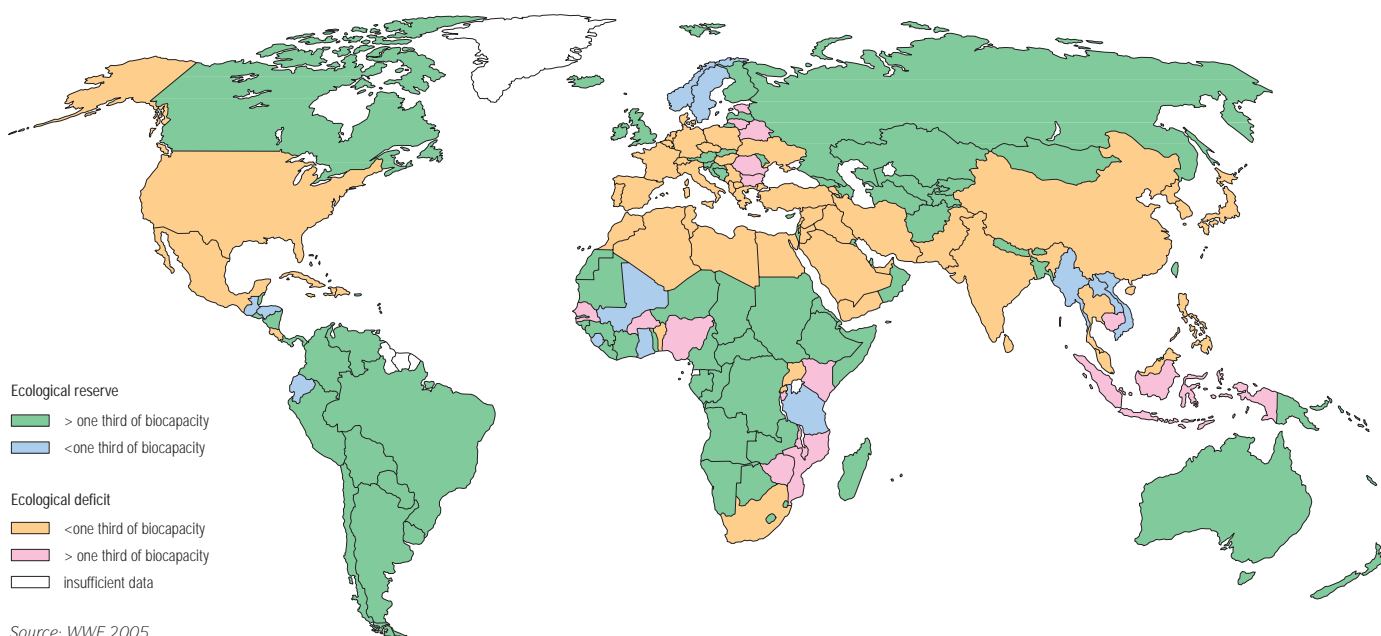 Ecological reserve
> one third of biocapacity
<one third of biocapacity
Ecological deficit
<one third of biocapacity
> one third of biocapacity
insufficient data
Source: WWF 2005